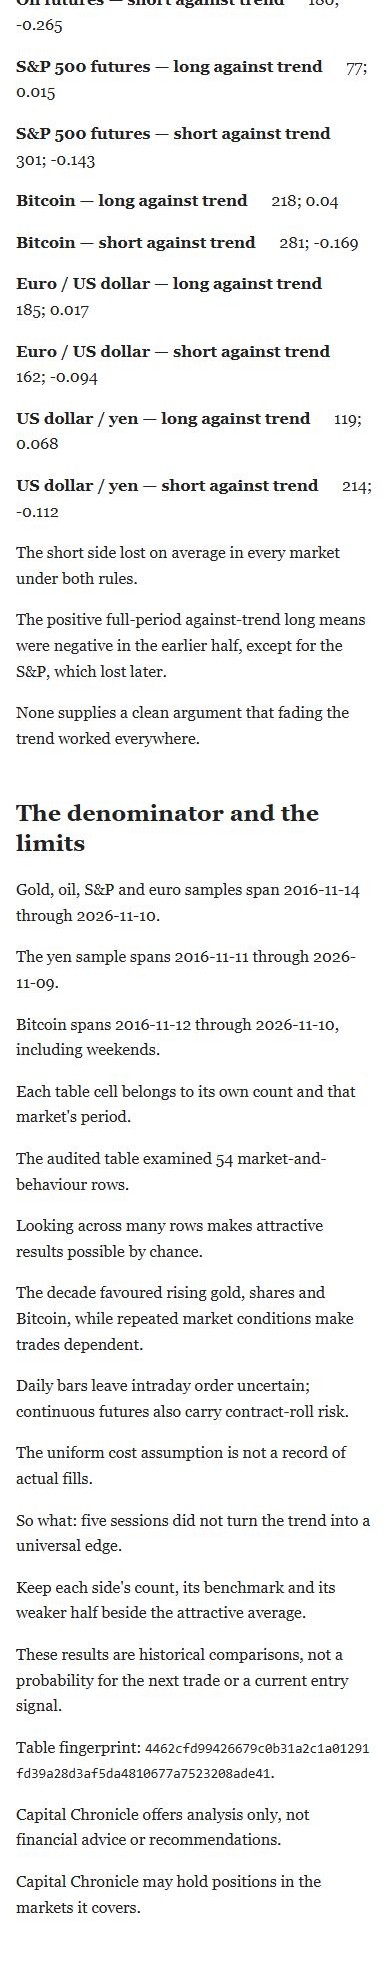 Oil futures — short against trend 180;
-0.265
S&P 500 futures — long against trend 77;
0.015
S&P 500 futures — short against trend
301; -0.143
Bitcoin — long against trend 218; 0.04
Bitcoin — short against trend 281; -0.169
Euro / US dollar — long against trend
185; 0.017
Euro / US dollar — short against trend
162; -0.094
US dollar / yen — long against trend 119;
0.068
US dollar / yen — short against trend 214;
-0.112
The short side lost on average in every market
under both rules.
The positive full-period against-trend long means
were negative in the earlier half, except for the
S&P, which lost later.
None supplies a clean argument that fading the
trend worked everywhere.
The denominator and the
limits
Gold, oil, S&P and euro samples span 2016-11-14
through 2026-11-10.
The yen sample spans 2016-11-11 through 2026-
11-09.
Bitcoin spans 2016-11-12 through 2026-11-10,
including weekends.
Each table cell belongs to its own count and that
market's period.
The audited table examined 54 market-and-
behaviour rows.
Looking across many rows makes attractive
results possible by chance.
The decade favoured rising gold, shares and
Bitcoin, while repeated market conditions make
trades dependent.
Daily bars leave intraday order uncertain;
continuous futures also carry contract-roll risk.
The uniform cost assumption is not a record of
actual fills.
So what: five sessions did not turn the trend into a
universal edge.
Keep each side's count, its benchmark and its
weaker half beside the attractive average.
These results are historical comparisons, not a
probability for the next trade or a current entry
signal.
Table fingerprint: 4462cfd99426679c0b31a2c1a01291
fd39a28d3af5da4810677a7523208ade41.
Capital Chronicle offers analysis only, not
financial advice or recommendations.
Capital Chronicle may hold positions in the
markets it covers.